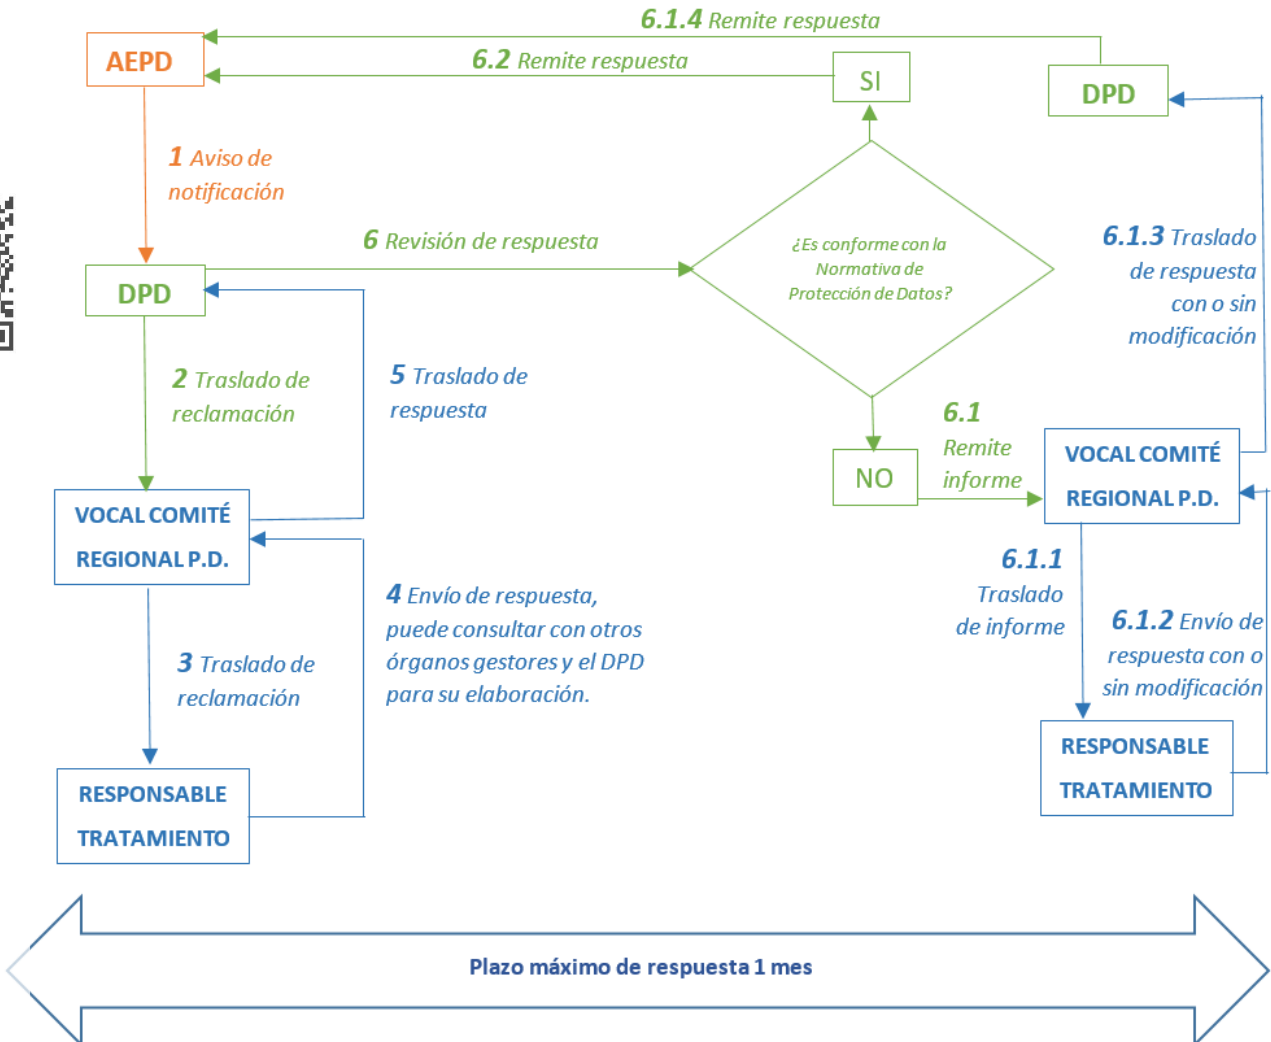 6.1.4 Remite respuesta
AEPD
6.2 Remite respuesta
SI
DPD
1 Aviso de
notificación
6 Revisión de respuesta
¿Es conforme con la
Normativa de
Protección de Datos?
6.1.3 Traslado
de respuesta
con o sin
modificación
DPD
2 Traslado de
reclamación
5 Traslado de
respuesta
6.1
Remite
informe
NO
VOCAL COMITÉ
REGIONAL P.D.
VOCAL COMITÉ
REGIONAL P.D.
6.1.1
Traslado
de informe
4 Envío de respuesta,
puede consultar con otros
órganos gestores y el DPD
para su elaboración.
6.1.2 Envío de
respuesta con o
sin modificación
3 Traslado de
reclamación
RESPONSABLE
TRATAMIENTO
RESPONSABLE
TRATAMIENTO
Plazo máximo de respuesta 1 mes